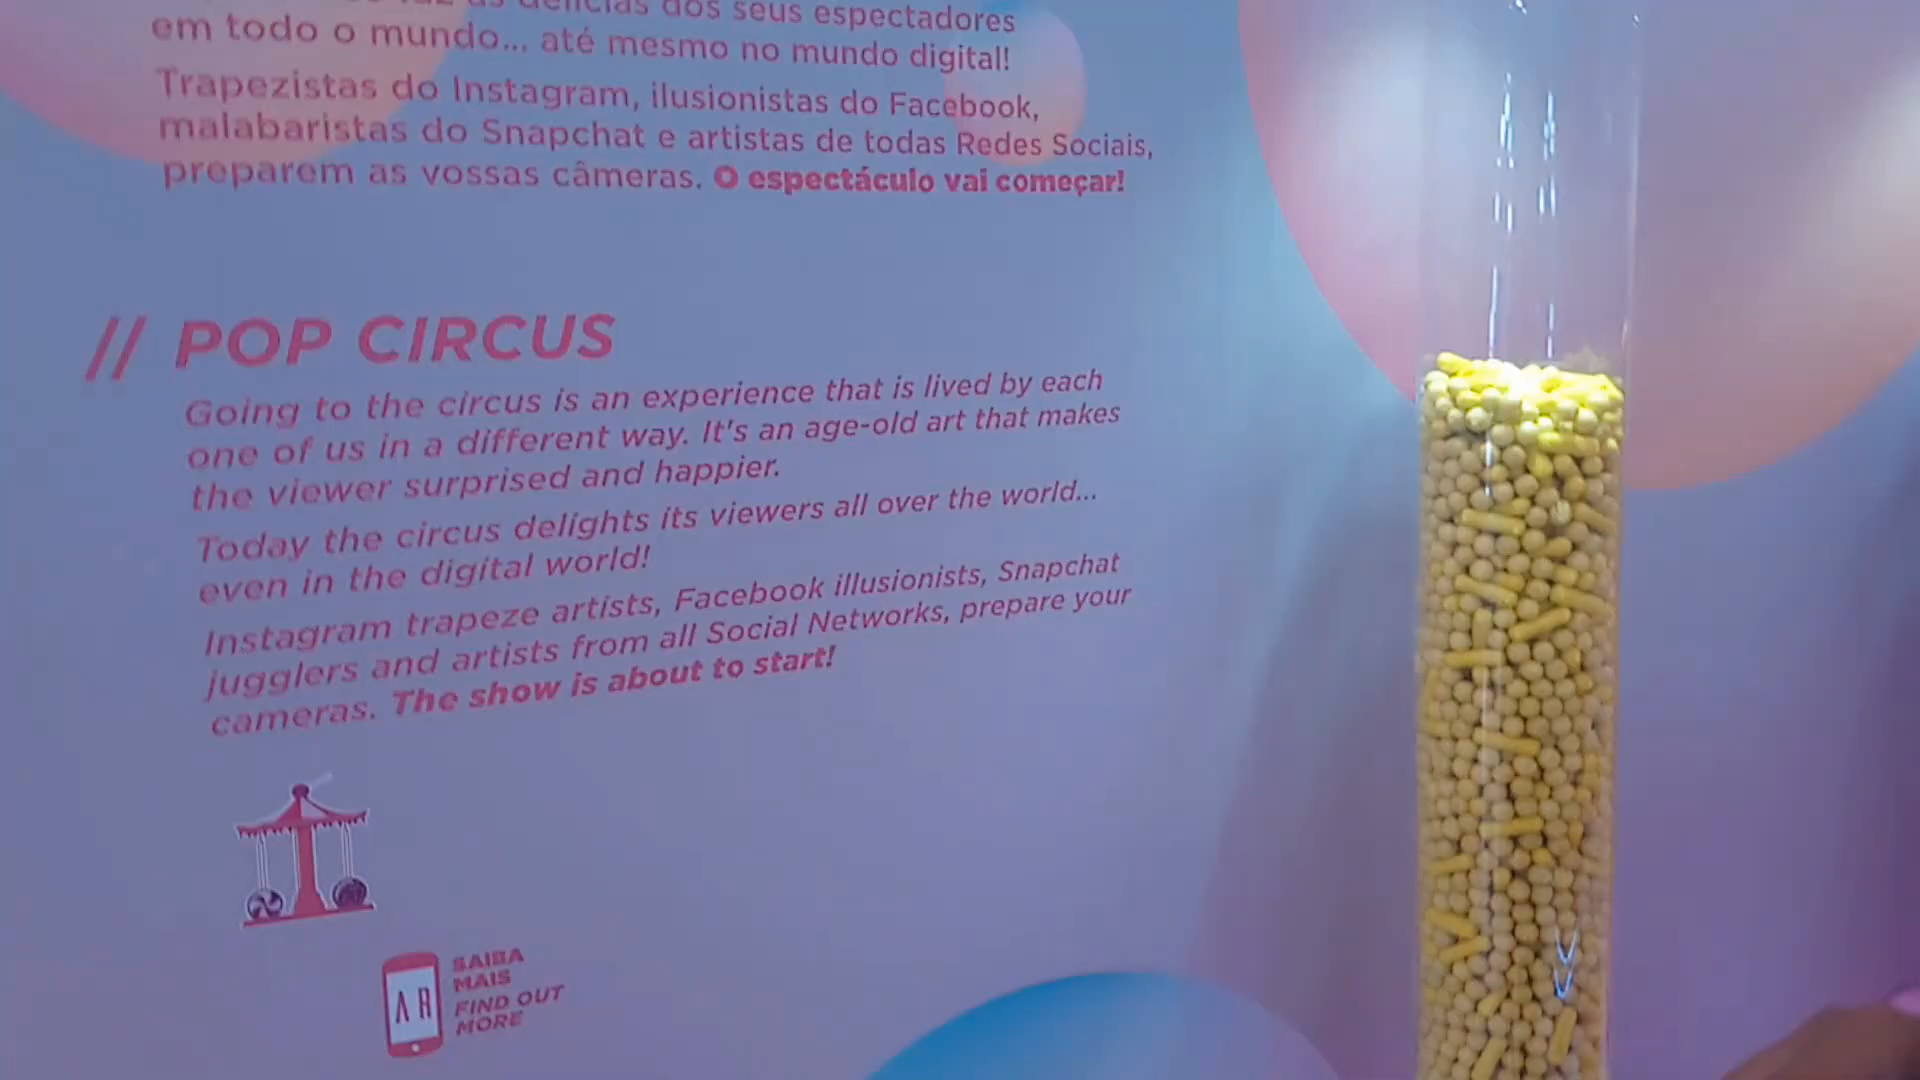 delícias dos seus espectadores
em todo o mundo... até mesmo no mundo digital!
Trapezistas do Instagram, ilusionistas do Facebook,
malabaristas do Snapchat e artistas de todas Redes Sociais,
preparem as vossas câmeras. O espectáculo vai começar!
// POP CIRCUS
Going to the circus is an experience that is lived by each
one of us in a different way. It's an age-old art that makes
the viewer surprised and happier.
Today the circus delights its viewers all over the world...
even in the digital world!
Instagram trapeze artists, Facebook illusionists, Snapchat
jugglers and artists from all Social Networks, prepare your
cameras. The show is about to start!
AR
SAIBA
MAIS
FIND OUT
MORE